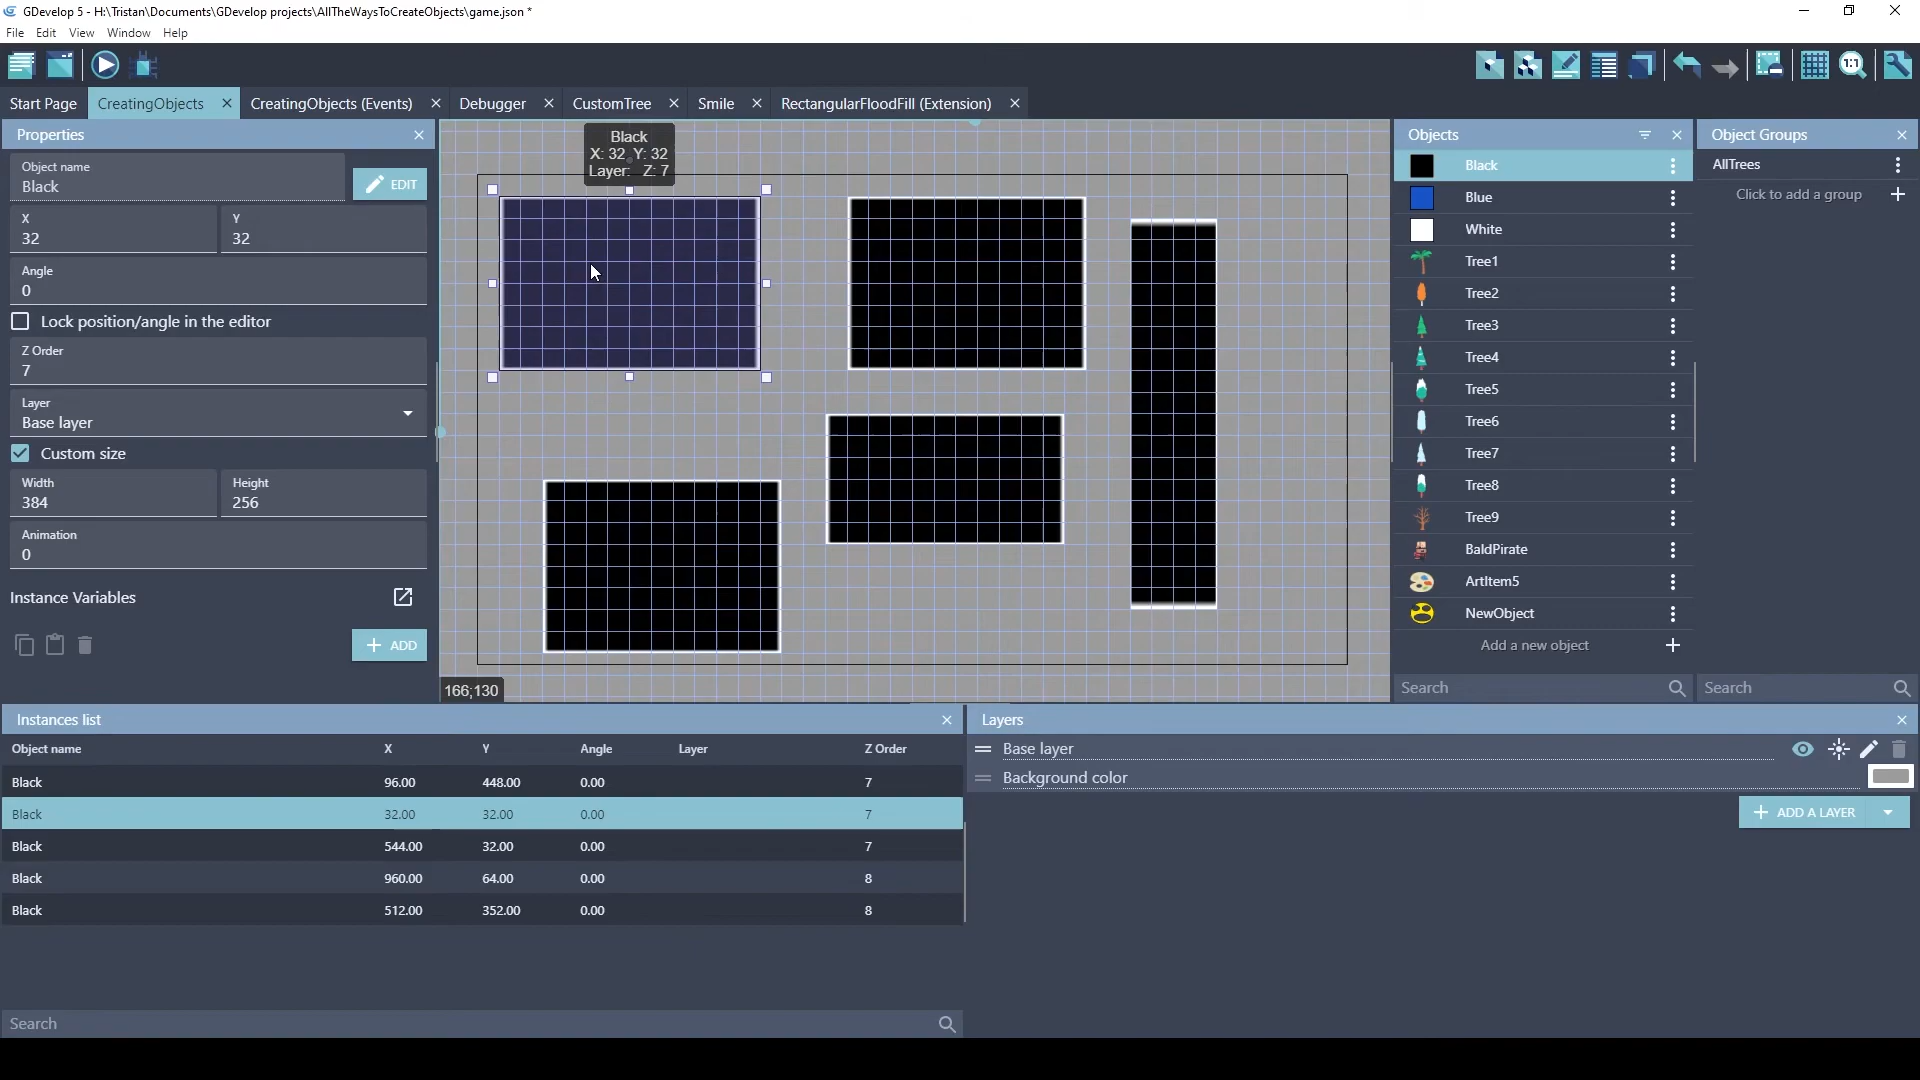 GDevelop 5 - H:\Tristan\Documents\GDevelop projects\AllTheWaysToCreateObjects\game.json *
File Edit View Window Help
1:1
Start Page CreatingObjects CreatingObjects (Events) Debugger CustomTree Smile RectangularFloodFill (Extension)
Properties
Object name
Black
EDIT
X Y
32 32
Angle
0
Lock position/angle in the editor
Z Order
7
Layer
Base layer
Custom size
Width Height
384 256
Animation
0
Instance Variables
ADD
Black
X: 32 Y: 32
Layer: Z: 7
166;130
Objects
Black
Blue
White
Tree1
Tree2
Tree3
Tree4
Tree5
Tree6
Tree7
Tree8
Tree9
BaldPirate
ArtItem5
NewObject
Add a new object
Search
Object Groups
AllTrees
Click to add a group
Search
Instances list
Object name X Y Angle Layer Z Order
Black 96.00 448.00 0.00 7
Black 32.00 32.00 0.00 7
Black 544.00 32.00 0.00 7
Black 960.00 64.00 0.00 8
Black 512.00 352.00 0.00 8
Search
Layers
Base layer
Background color
ADD A LAYER